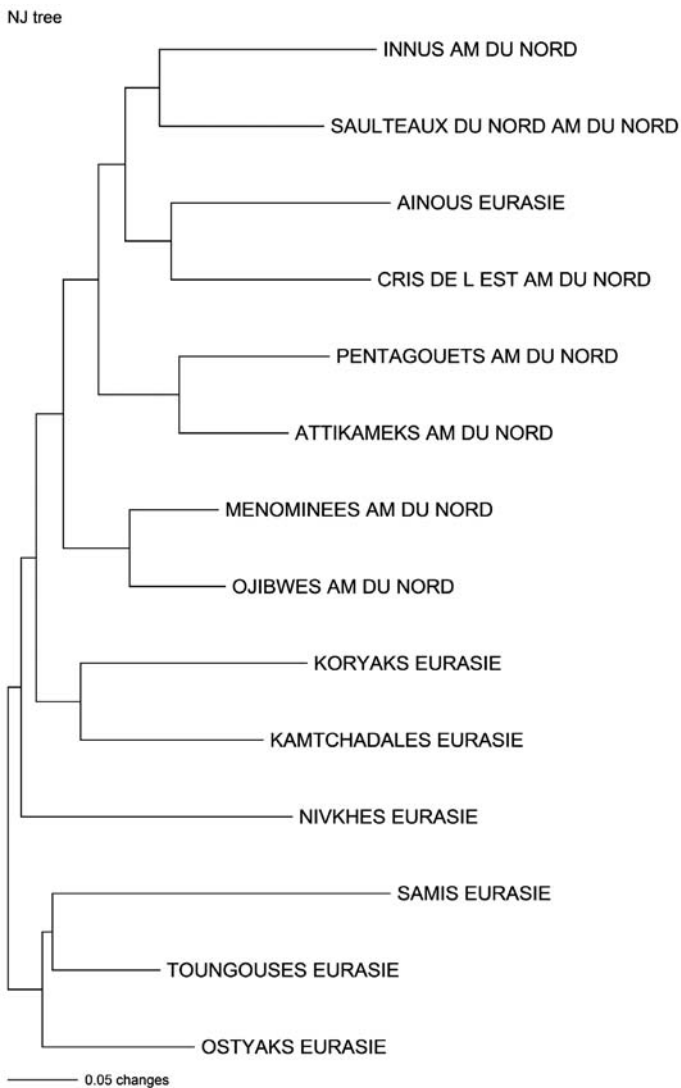 NJ tree
INNUS AM DU NORD
SAULTEAUX DU NORD AM DU NORD
AINOUS EURASIE
CRIS DE L EST AM DU NORD
PENTAGOUETS AM DU NORD
ATTIKAMEKS AM DU NORD
MENOMINEES AM DU NORD
OJIBWES AM DU NORD
KORYAKS EURASIE
KAMTCHADALES EURASIE
NIVKHES EURASIE
SAMIS EURASIE
TOUNGOUSES EURASIE
OSTYAKS EURASIE
0.05 changes